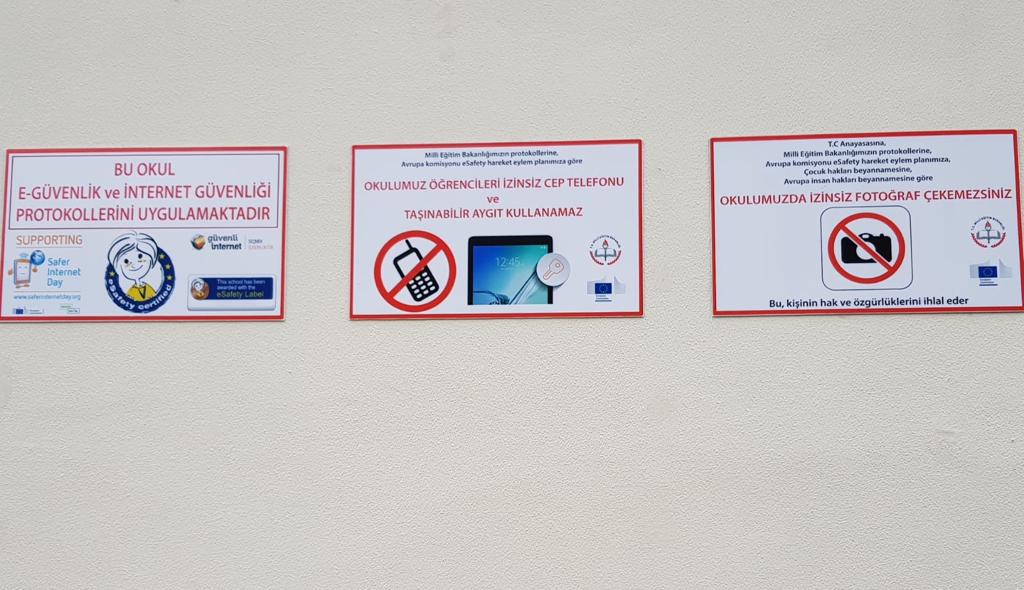 BU OKUL
E-GÜVENLİK ve İNTERNET GÜVENLİĞİ
PROTOKOLLERİNİ UYGULAMAKTADIR
SUPPORTING
Safer
Internet
Day
www.saferinternetday.org
eSafety certified
güvenli
internet
This school has been
awarded with the
eSafety Label
Milli Eğitim Bakanlığımızın protokollerine,
Avrupa komisyonu eSafety hareket eylem planımıza göre
OKULUMUZ ÖĞRENCİLERİ İZİNSİZ CEP TELEFONU
ve
TAŞINABİLİR AYGIT KULLANAMAZ
12:45
T.C Anayasasına,
Milli Eğitim Bakanlığımızın protokollerine,
Avrupa komisyonu eSafety hareket eylem planımıza,
Çocuk hakları beyannamesine,
Avrupa insan hakları beyannamesine göre
OKULUMUZDA İZİNSİZ FOTOĞRAF ÇEKEMEZSİNİZ
Bu, kişinin hak ve özgürlüklerini ihlal eder